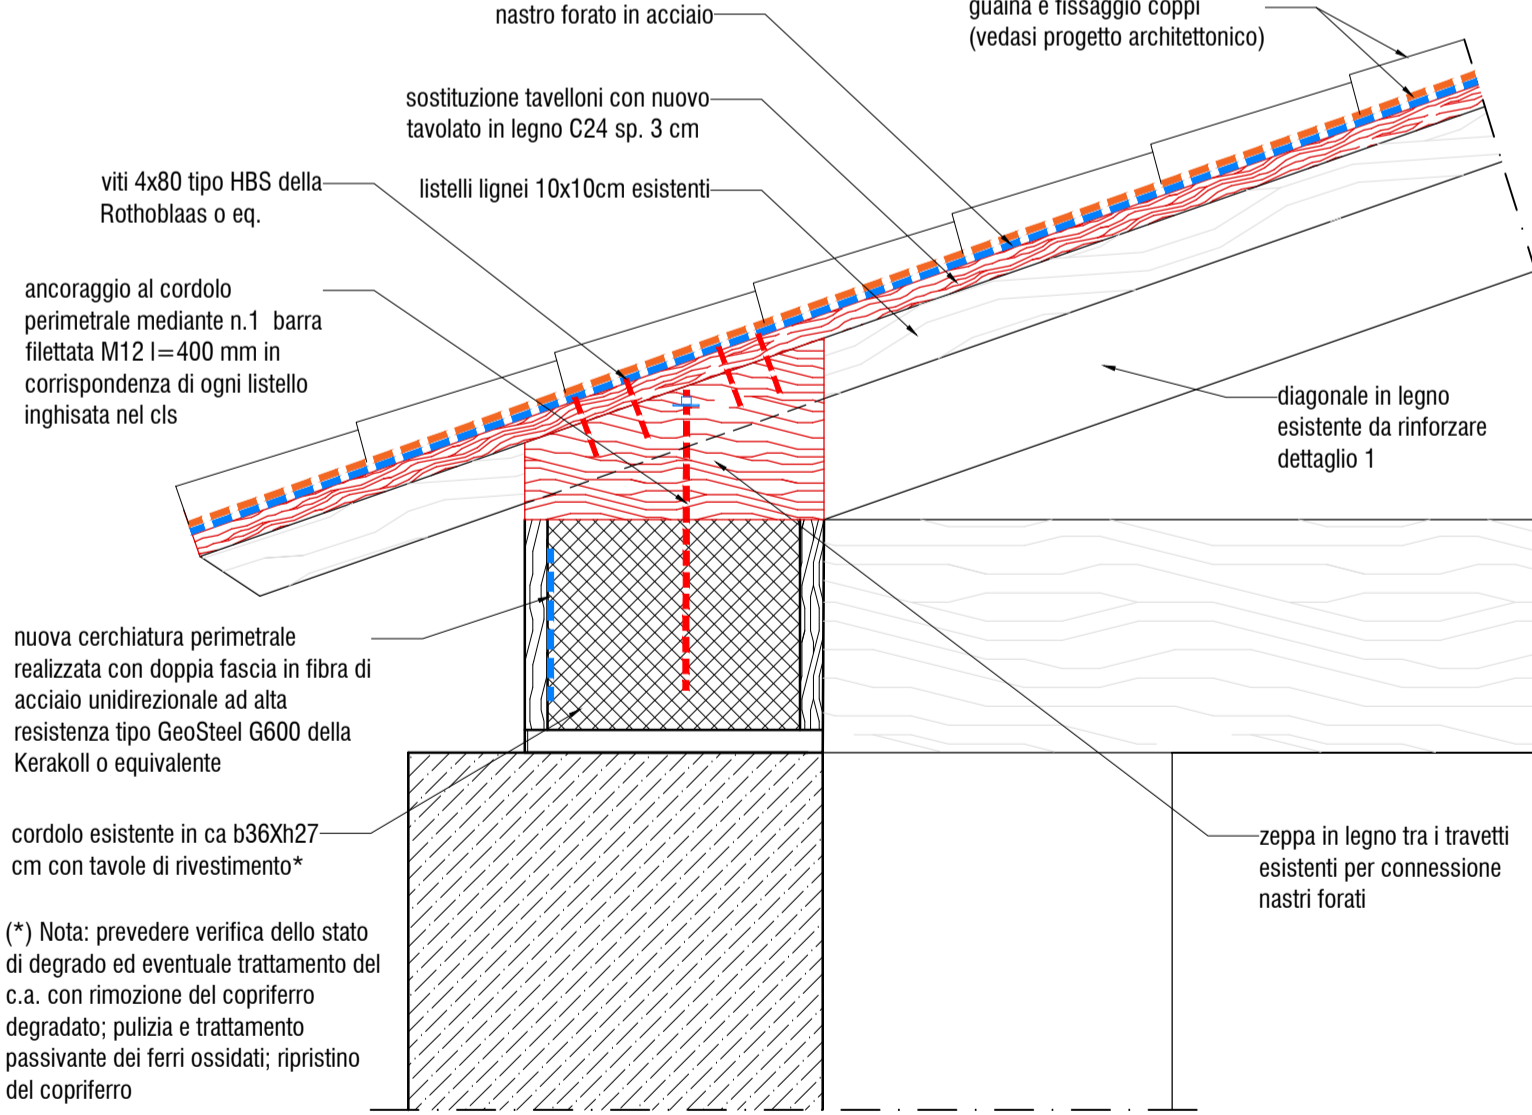 nastro forato in acciaio
guaina e fissaggio coppi
(vedasi progetto architettonico)
sostituzione tavelloni con nuovo
tavolato in legno C24 sp. 3 cm
viti 4x80 tipo HBS della
Rothoblaas o eq.
listelli lignei 10x10cm esistenti
ancoraggio al cordolo
perimetrale mediante n.1 barra
filettata M12 l=400 mm in
corrispondenza di ogni listello
inghisata nel cls
diagonale in legno
esistente da rinforzare
dettaglio 1
nuova cerchiatura perimetrale
realizzata con doppia fascia in fibra di
acciaio unidirezionale ad alta
resistenza tipo GeoSteel G600 della
Kerakoll o equivalente
cordolo esistente in ca b36Xh27
cm con tavole di rivestimento*
zeppa in legno tra i travetti
esistenti per connessione
nastri forati
(*) Nota: prevedere verifica dello stato
di degrado ed eventuale trattamento del
c.a. con rimozione del copriferro
degradato; pulizia e trattamento
passivante dei ferri ossidati; ripristino
del copriferro